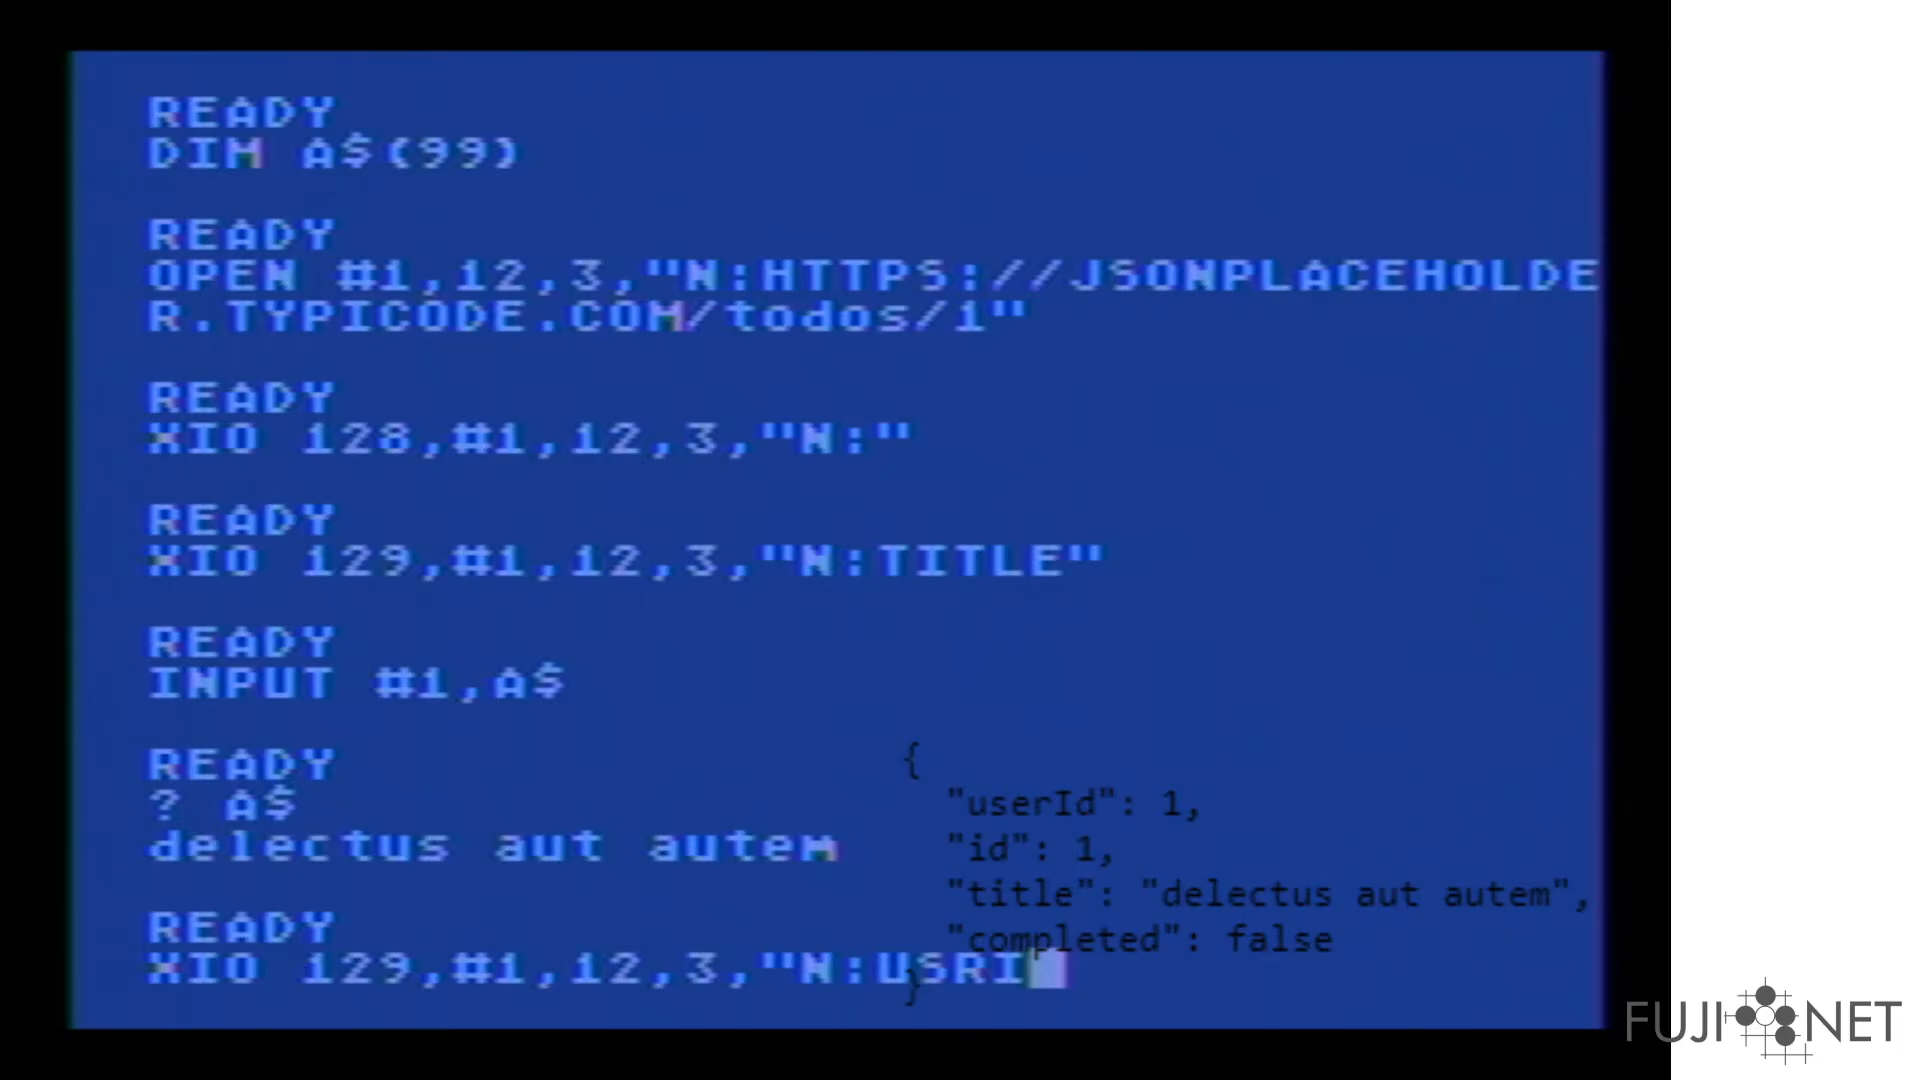 READY
DIM A$(99)
READY
OPEN #1,12,3,"N:HTTPS://JSONPLACEHOLDE
R.TYPICODE.COM/todos/1"
READY
XIO 128,#1,12,3,"N:"
READY
XIO 129,#1,12,3,"N:TITLE"
READY
INPUT #1,A$
READY
? A$
delectus aut autem
READY
XIO 129,#1,12,3,"N:USRI
{
"userId": 1,
"id": 1,
"title": "delectus aut autem",
"completed": false
}
FUJINET